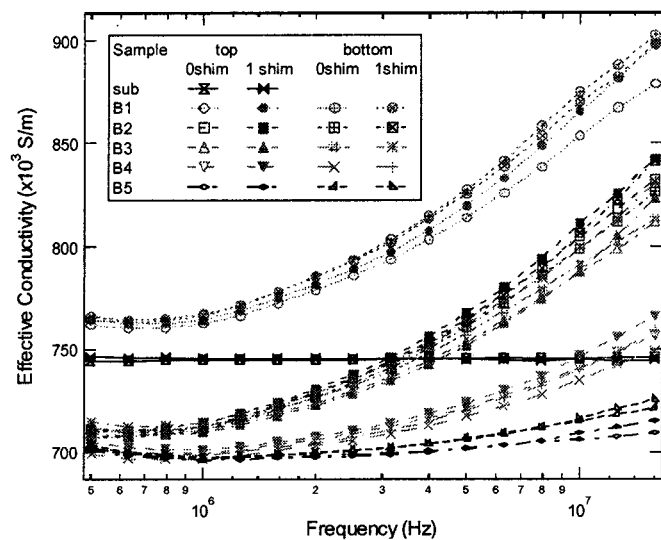 900
850
800
750
700
Effective Conductivity (x10³ S/m)
Sample top bottom
0shim 1 shim 0shim 1shim
sub
B1
B2
B3
B4
B5
5 6 7 8 9 2 3 4 5 6 7 8 9
10⁶ 10⁷
Frequency (Hz)